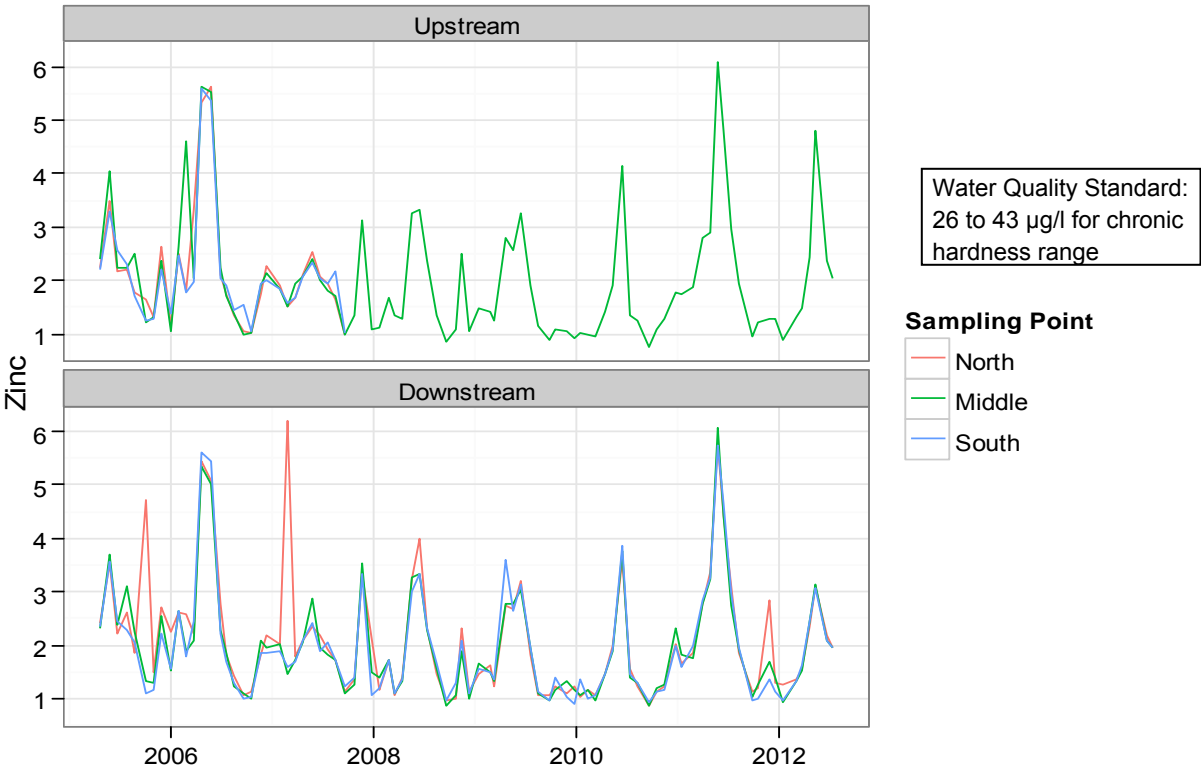 Upstream
6
5
4
3
2
1
Zinc
Downstream
6
5
4
3
2
1
2006 2008 2010 2012
Water Quality Standard:
26 to 43 µg/l for chronic
hardness range
Sampling Point
North
Middle
South